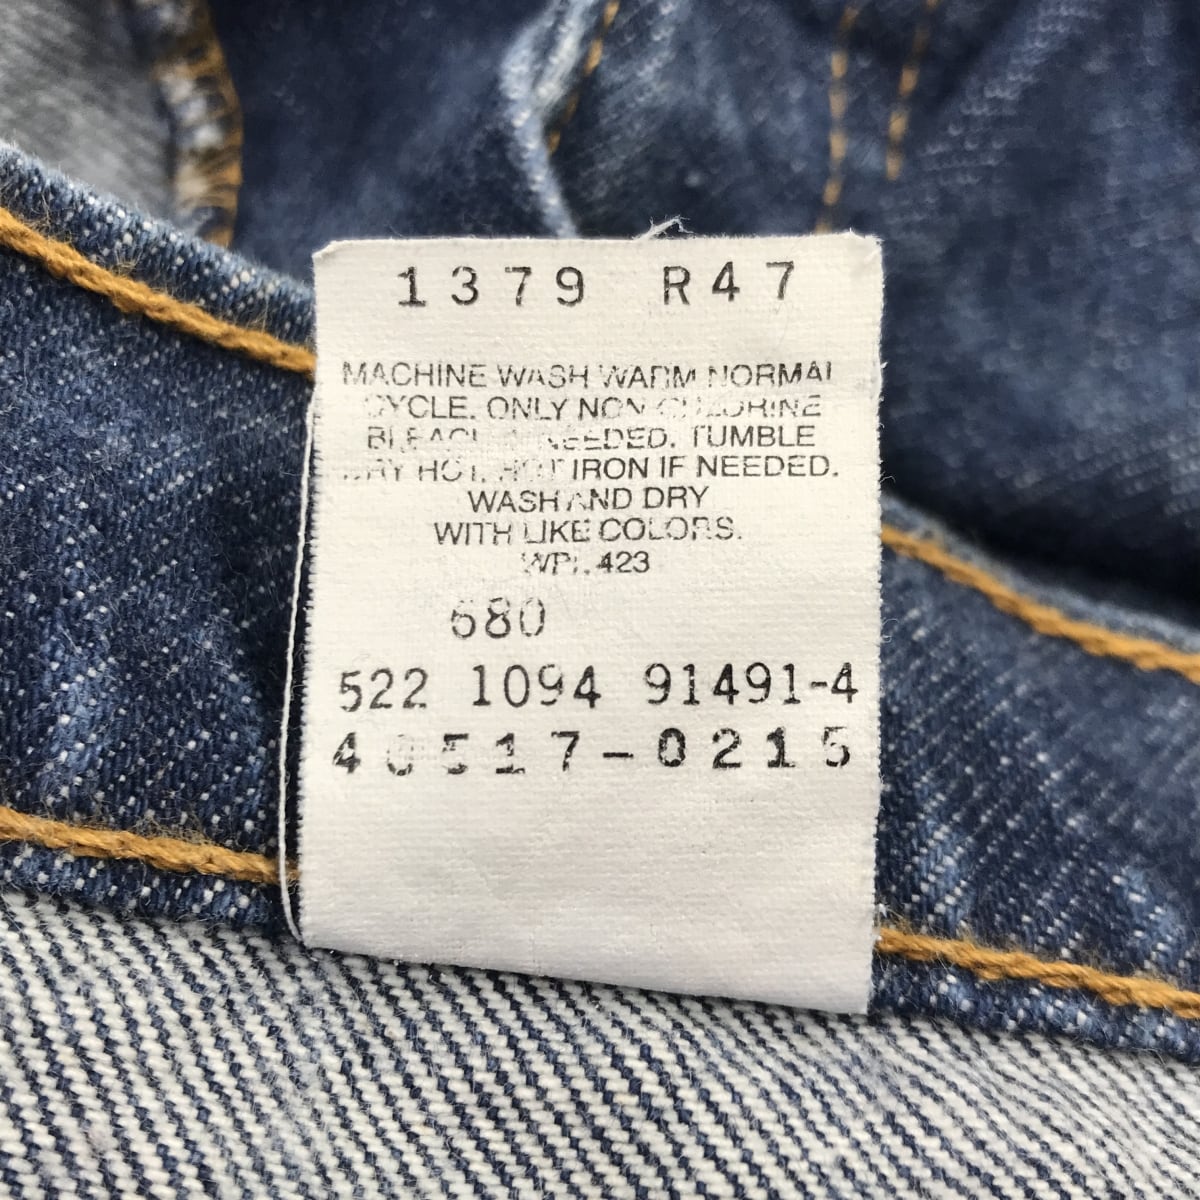 1379 R47
MACHINE WASH WARM NORMAL
CYCLE. ONLY NON-CHLORINE
BLEACH NEEDED. TUMBLE
DRY HOT. HOT IRON IF NEEDED.
WASH AND DRY
WITH LIKE COLORS.
WPL 423
680
522 1094 91491-4
40517-0215